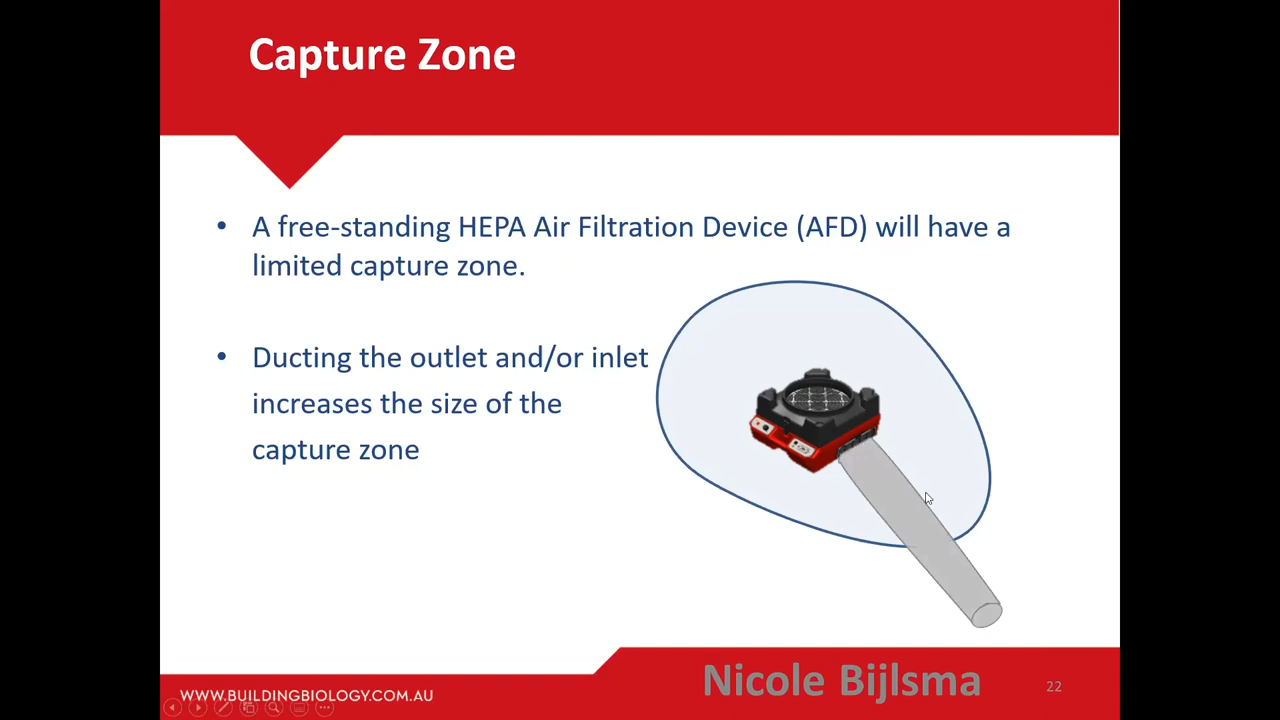 Capture Zone
• A free-standing HEPA Air Filtration Device (AFD) will have a
limited capture zone.
• Ducting the outlet and/or inlet
increases the size of the
capture zone
Nicole Bijlsma
22
WWW.BUILDINGBIOLOGY.COM.AU